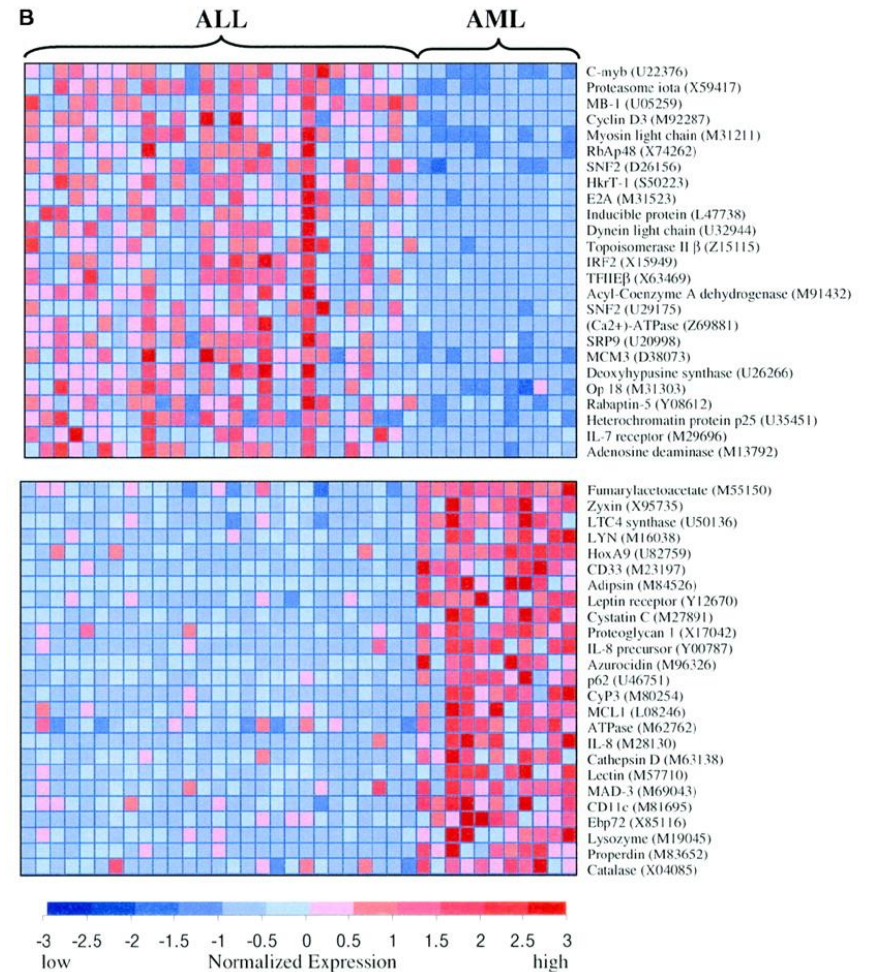 B
ALL AML
C-myb (U22376)
Proteasome iota (X59417)
MB-1 (U05259)
Cyclin D3 (M92287)
Myosin light chain (M31211)
RbAp48 (X74262)
SNF2 (D26156)
HkrT-1 (S50223)
E2A (M31523)
Inducible protein (L47738)
Dynein light chain (U32944)
Topoisomerase II β (Z15115)
IRF2 (X15949)
TFIIEβ (X63469)
Acyl-Coenzyme A dehydrogenase (M91432)
SNF2 (U29175)
(Ca2+)-ATPase (Z69881)
SRP9 (U20998)
MCM3 (D38073)
Deoxyhypusine synthase (U26266)
Op 18 (M31303)
Rabaptin-5 (Y08612)
Heterochromatin protein p25 (U35451)
IL-7 receptor (M29696)
Adenosine deaminase (M13792)
Fumarylacetoacetate (M55150)
Zyxin (X95735)
LTC4 synthase (U50136)
LYN (M16038)
HoxA9 (U82759)
CD33 (M23197)
Adipsin (M84526)
Leptin receptor (Y12670)
Cystatin C (M27891)
Proteoglycan 1 (X17042)
IL-8 precursor (Y00787)
Azurocidin (M96326)
p62 (U46751)
CyP3 (M80254)
MCL1 (L08246)
ATPase (M62762)
IL-8 (M28130)
Cathepsin D (M63138)
Lectin (M57710)
MAD-3 (M69043)
CD11c (M81695)
Ebp72 (X85116)
Lysozyme (M19045)
Properdin (M83652)
Catalase (X04085)
-3 -2.5 -2 -1.5 -1 -0.5 0 0.5 1 1.5 2 2.5 3
low Normalized Expression high